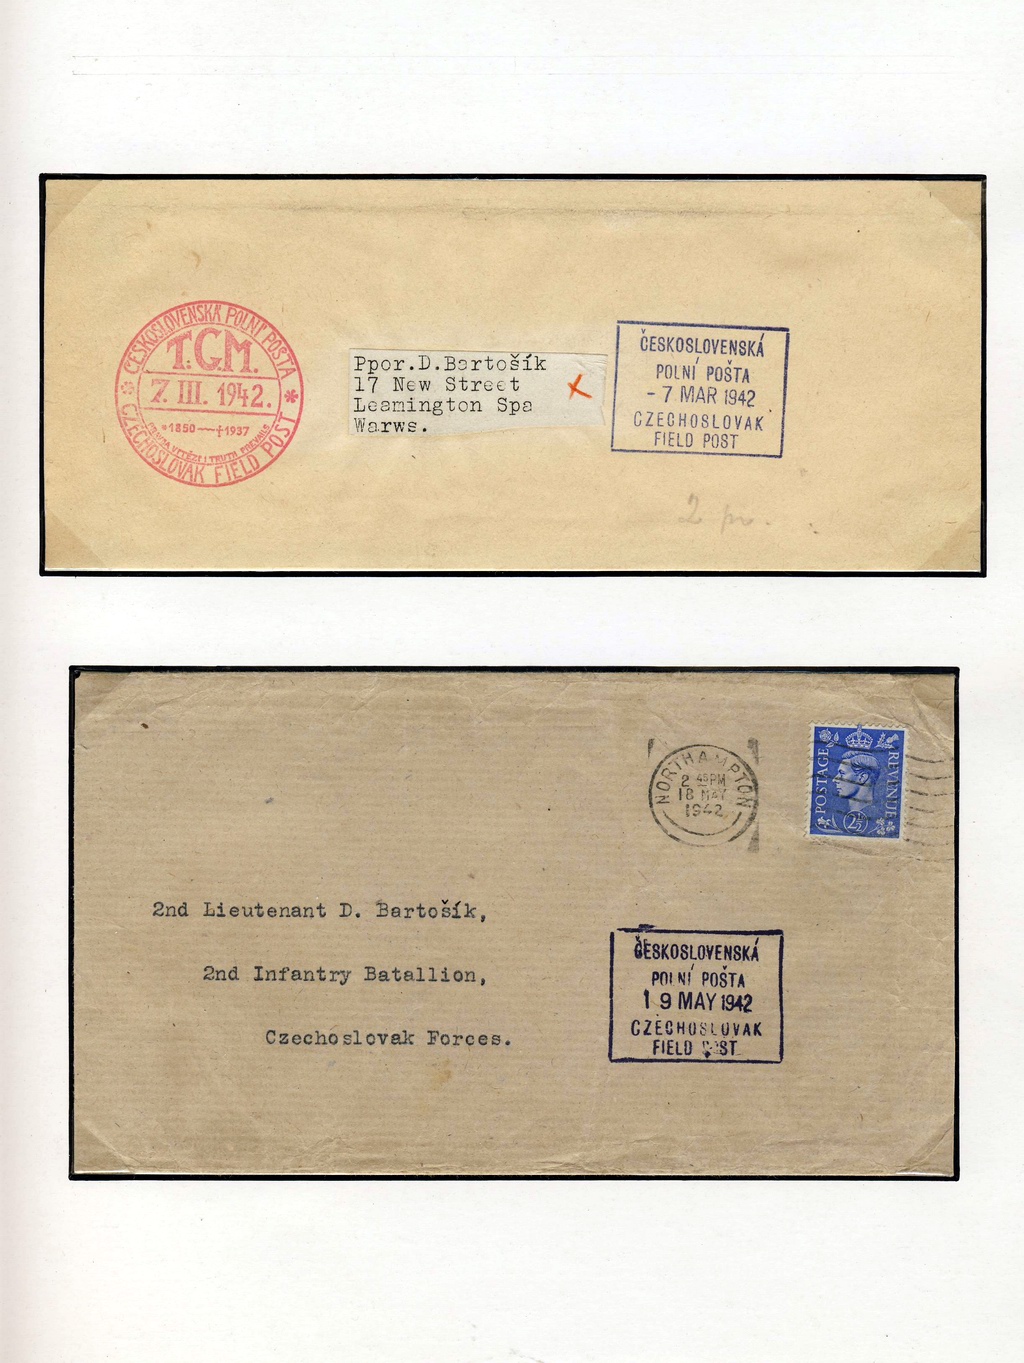 ČESKOSLOVENSKÁ POLNÍ POŠTA
T.G.M.
7. III. 1942.
*1850—†1937
PRAVDA VÍTĚZÍ | TRUTH PREVAILS
CZECHOSLOVAK FIELD POST
Ppor.D.Bartošík
17 New Street
Leamington Spa
Warws.
ČESKOSLOVENSKÁ
POLNÍ POŠTA
- 7 MAR 1942
CZECHOSLOVAK
FIELD POST
2
NORTHAMPTON
2 45PM
18 MAY
1942
POSTAGE
REVENUE
2½D
2nd Lieutenant D. Bartošík,
2nd Infantry Batallion,
Czechoslovak Forces.
ČESKOSLOVENSKÁ
POLNÍ POŠTA
19 MAY 1942
CZECHOSLOVAK
FIELD POST